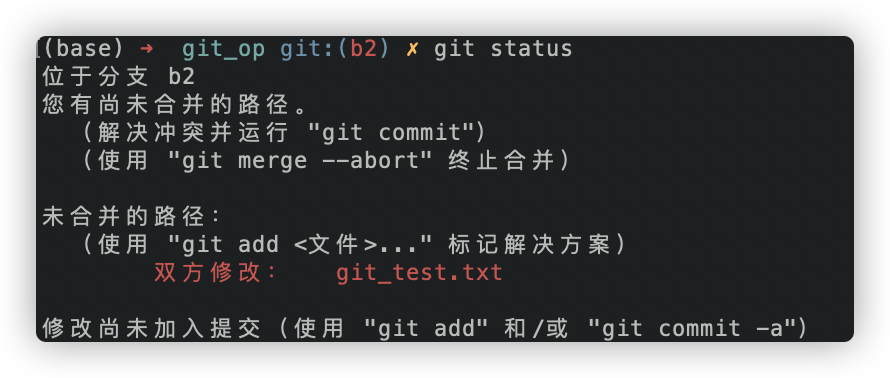 (base) ➜ git_op git:(b2) ✗ git status
位于分支 b2
您有尚未合并的路径。
（解决冲突并运行 "git commit"）
（使用 "git merge --abort" 终止合并）
未合并的路径：
（使用 "git add <文件>..." 标记解决方案）
双方修改： git_test.txt
修改尚未加入提交（使用 "git add" 和/或 "git commit -a"）